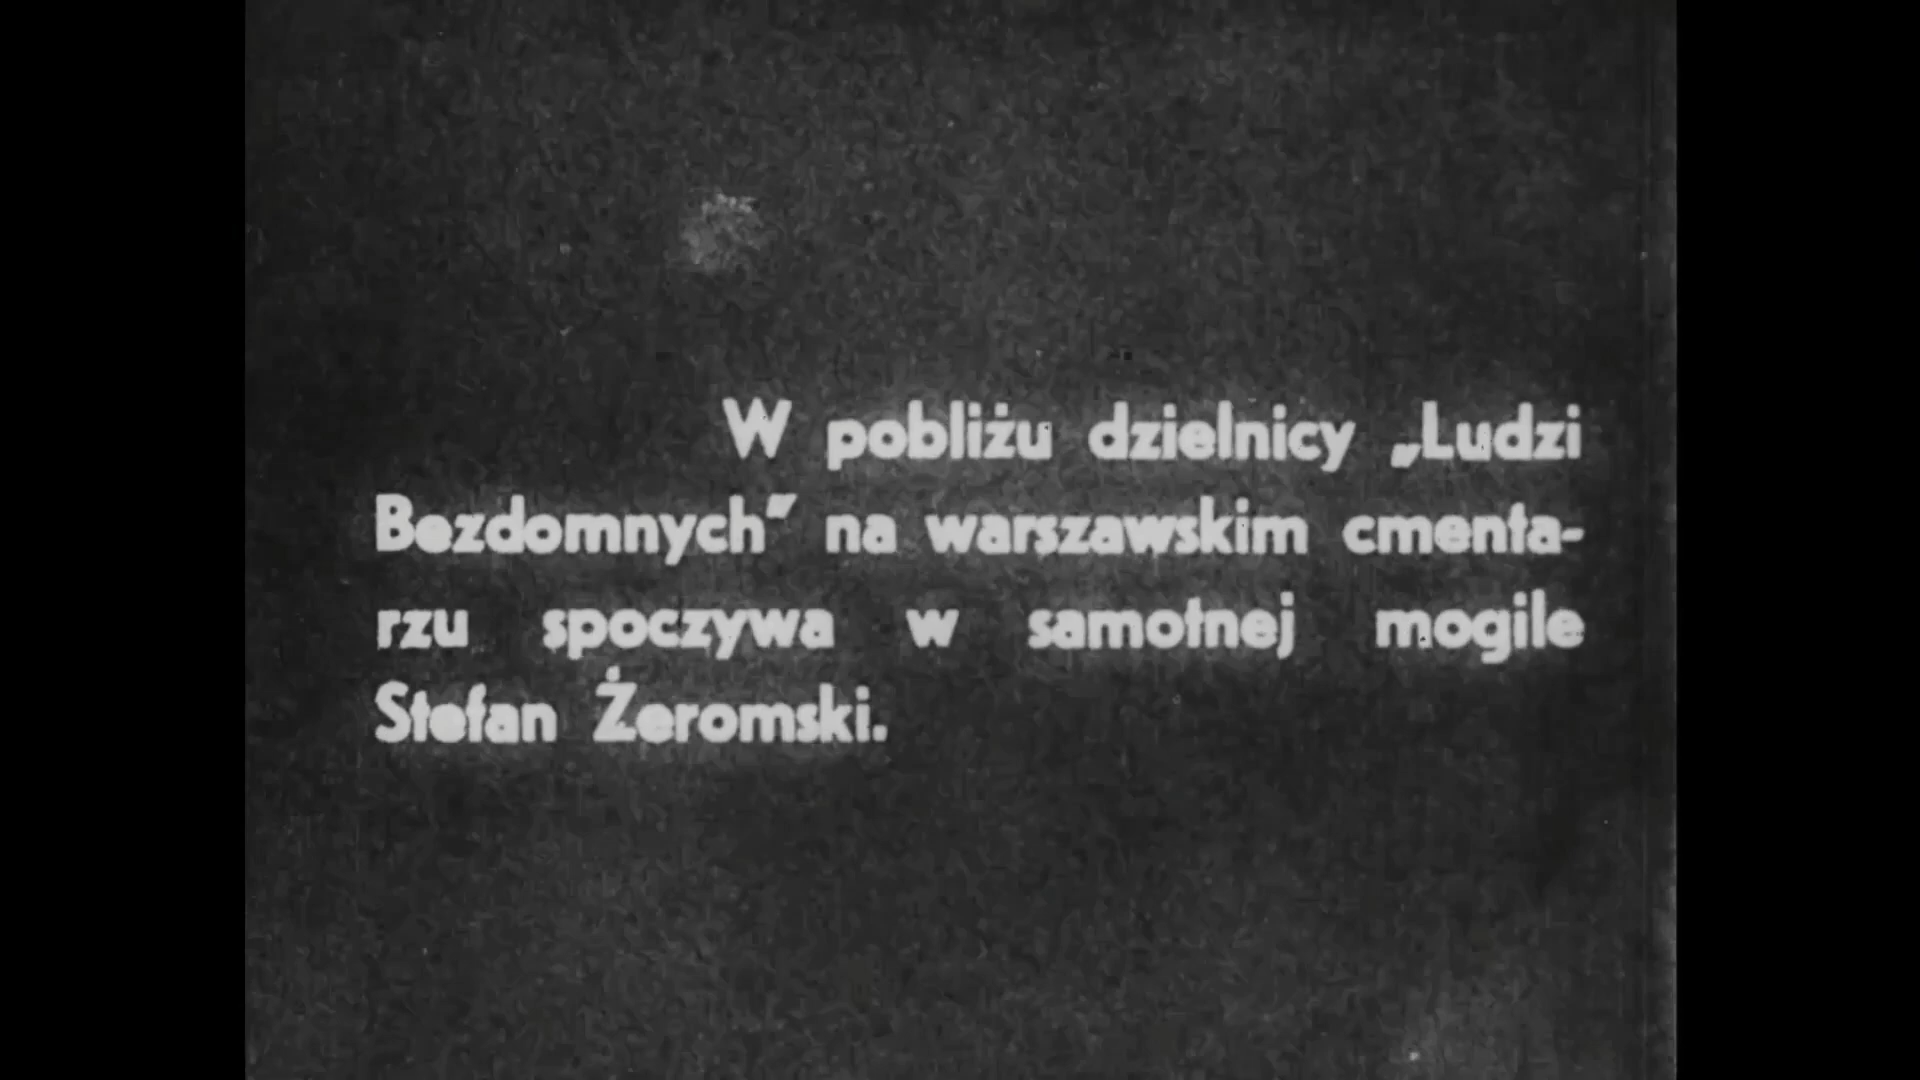 W pobliżu dzielnicy „Ludzi
Bezdomnych” na warszawskim cmenta-
rzu spoczywa w samotnej mogile
Stefan Żeromski.